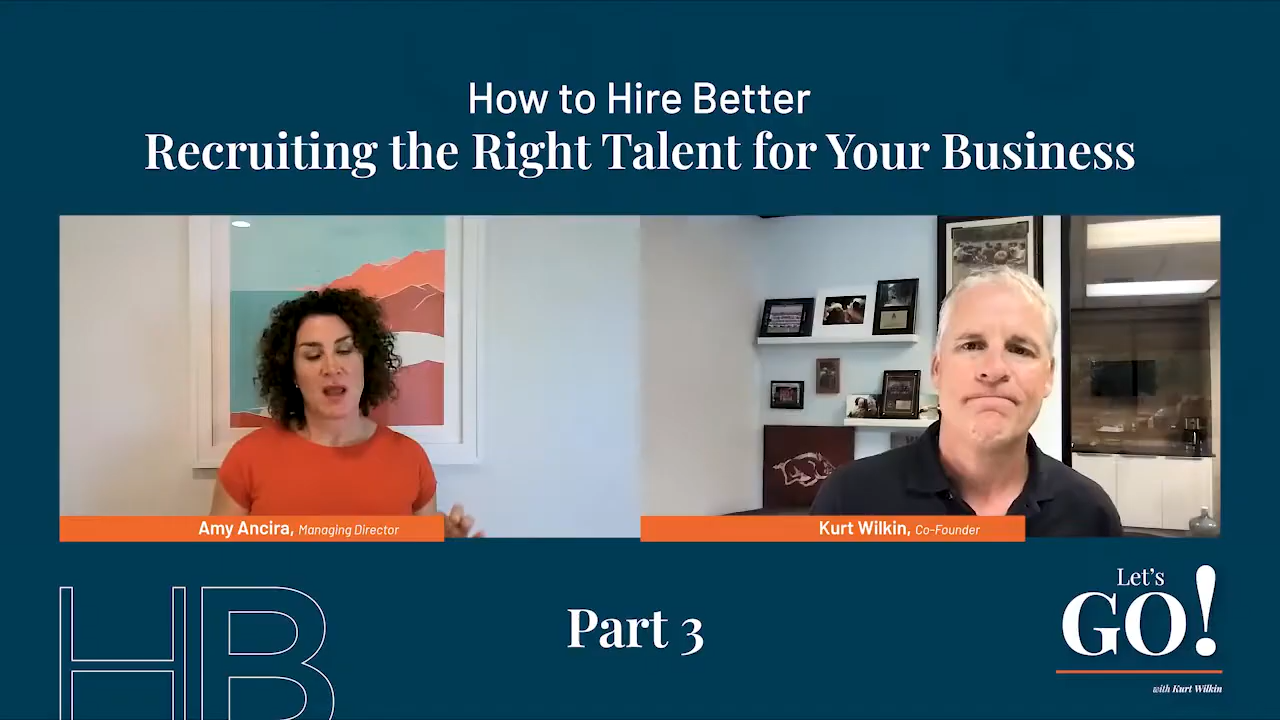 How to Hire Better
Recruiting the Right Talent for Your Business
Amy Ancira, Managing Director
Kurt Wilkin, Co-Founder
HB
Part 3
Let's
GO!
with Kurt Wilkin